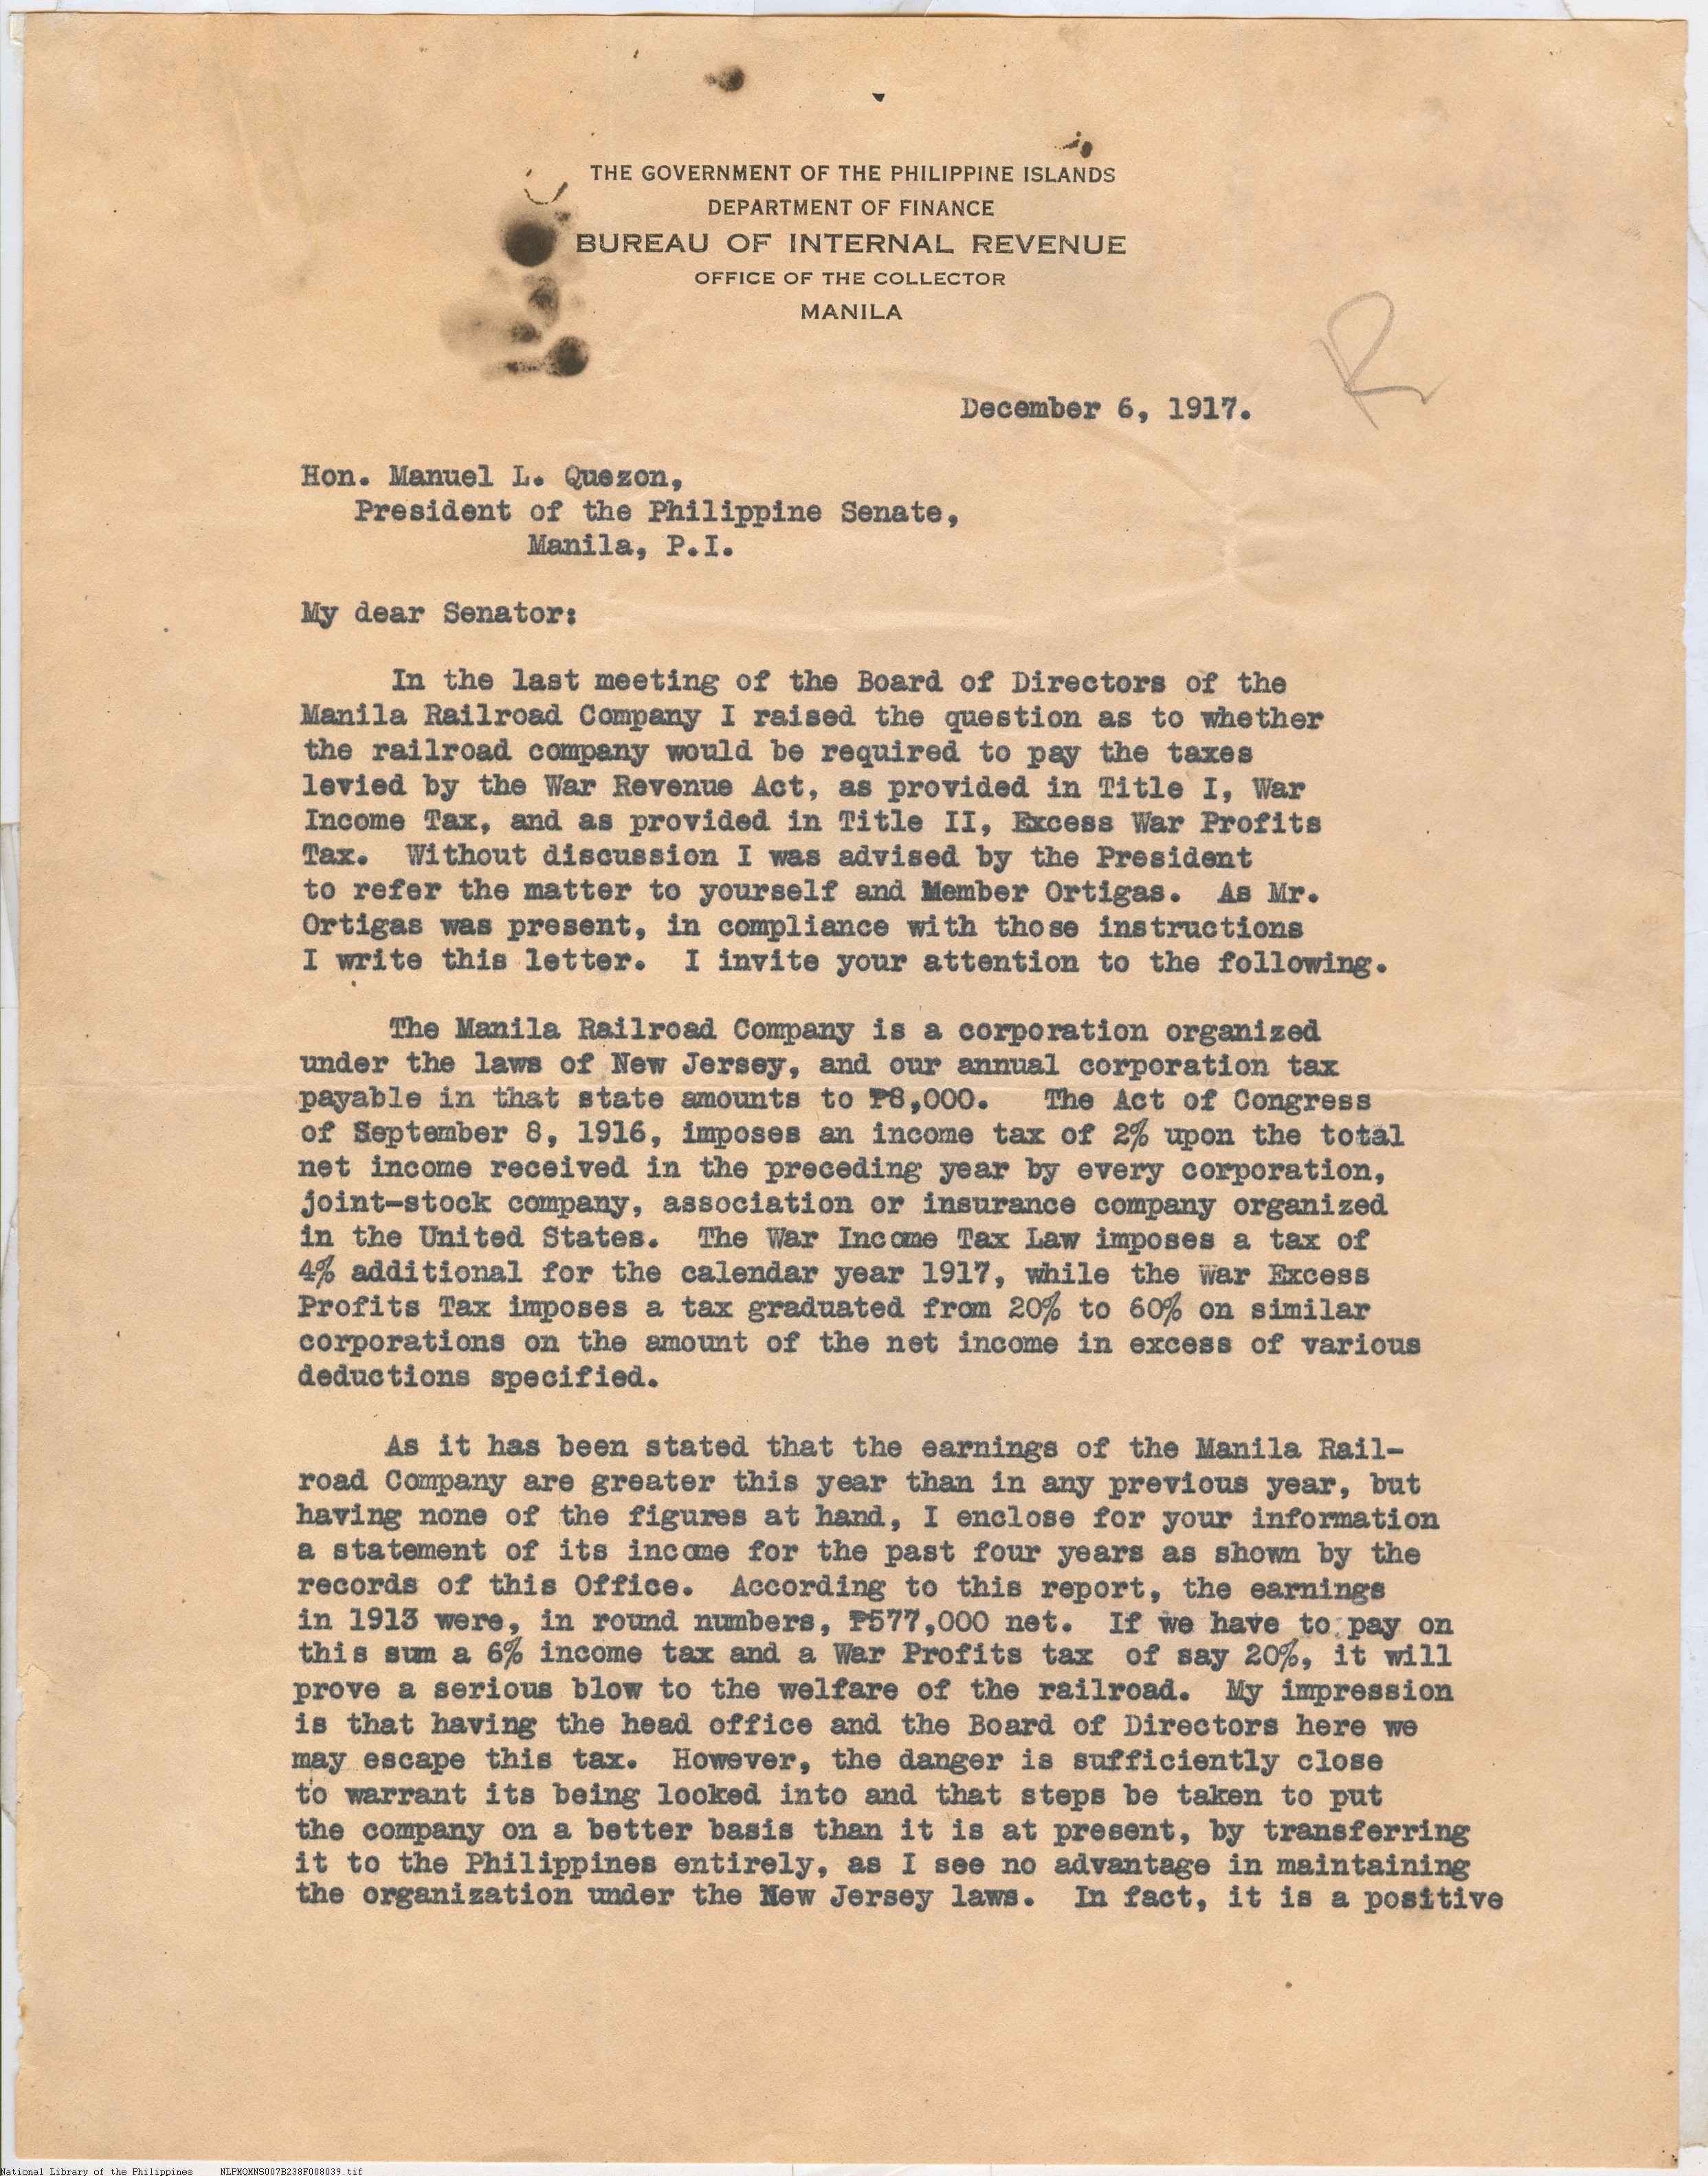 THE GOVERNMENT OF THE PHILIPPINE ISLANDS
DEPARTMENT OF FINANCE
BUREAU OF INTERNAL REVENUE
OFFICE OF THE COLLECTOR
MANILA
R
December 6, 1917.
Hon. Manuel L. Quezon,
President of the Philippine Senate,
Manila, P.I.
My dear Senator:
In the last meeting of the Board of Directors of the
Manila Railroad Company I raised the question as to whether
the railroad company would be required to pay the taxes
levied by the War Revenue Act, as provided in Title I, War
Income Tax, and as provided in Title II, Excess War Profits
Tax. Without discussion I was advised by the President
to refer the matter to yourself and Member Ortigas. As Mr.
Ortigas was present, in compliance with those instructions
I write this letter. I invite your attention to the following.
The Manila Railroad Company is a corporation organized
under the laws of New Jersey, and our annual corporation tax
payable in that state amounts to ₱8,000. The Act of Congress
of September 8, 1916, imposes an income tax of 2% upon the total
net income received in the preceding year by every corporation,
joint-stock company, association or insurance company organized
in the United States. The War Income Tax Law imposes a tax of
4% additional for the calendar year 1917, while the War Excess
Profits Tax imposes a tax graduated from 20% to 60% on similar
corporations on the amount of the net income in excess of various
deductions specified.
As it has been stated that the earnings of the Manila Rail-
road Company are greater this year than in any previous year, but
having none of the figures at hand, I enclose for your information
a statement of its income for the past four years as shown by the
records of this Office. According to this report, the earnings
in 1913 were, in round numbers, ₱577,000 net. If we have to pay on
this sum a 6% income tax and a War Profits tax of say 20%, it will
prove a serious blow to the welfare of the railroad. My impression
is that having the head office and the Board of Directors here we
may escape this tax. However, the danger is sufficiently close
to warrant its being looked into and that steps be taken to put
the company on a better basis than it is at present, by transferring
it to the Philippines entirely, as I see no advantage in maintaining
the organization under the New Jersey laws. In fact, it is a positive
National Library of the Philippines NLPMQMNS007B238F008039.tif